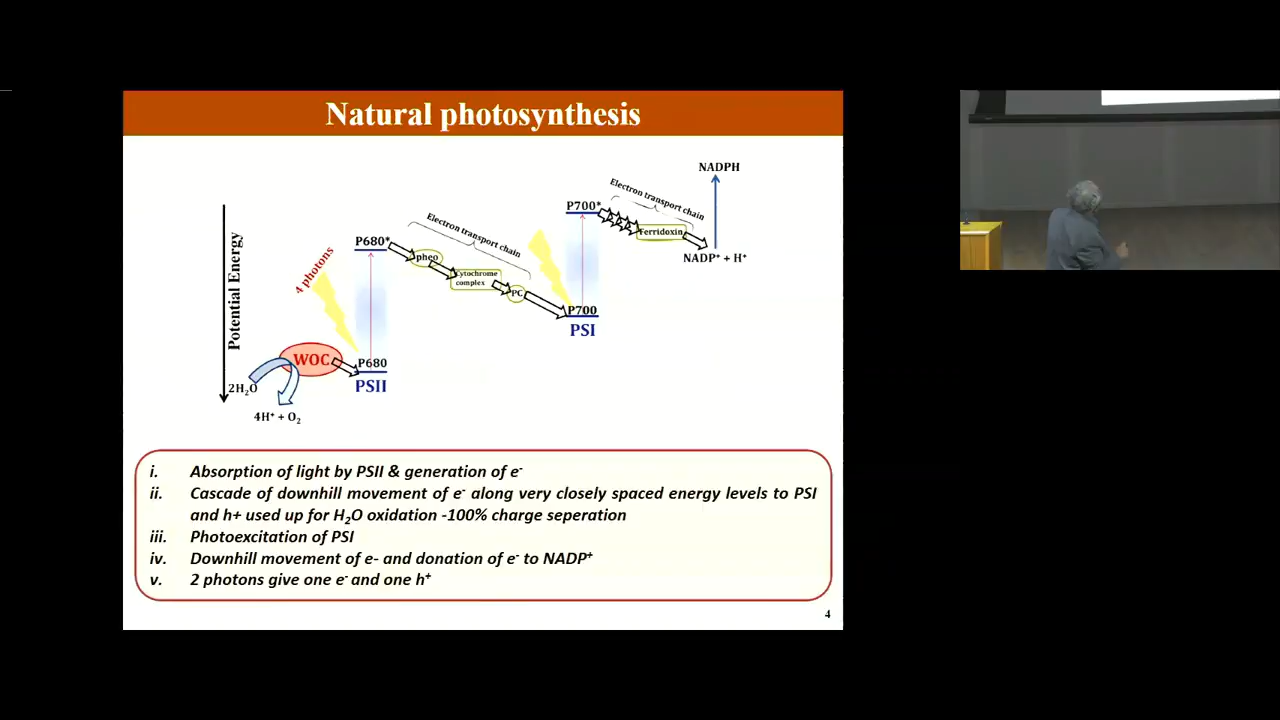 Natural photosynthesis
NADPH
Electron transport chain
P700*
Ferridoxin
NADP⁺ + H⁺
Electron transport chain
P680*
pheo
Cytochrome
complex
PC
P700
PSI
4 photons
Potential Energy
WOC
P680
PSII
2H₂O
4H⁺ + O₂
i. Absorption of light by PSII & generation of e⁻
ii. Cascade of downhill movement of e⁻ along very closely spaced energy levels to PSI
and h+ used up for H₂O oxidation -100% charge seperation
iii. Photoexcitation of PSI
iv. Downhill movement of e- and donation of e⁻ to NADP⁺
v. 2 photons give one e⁻ and one h⁺
4